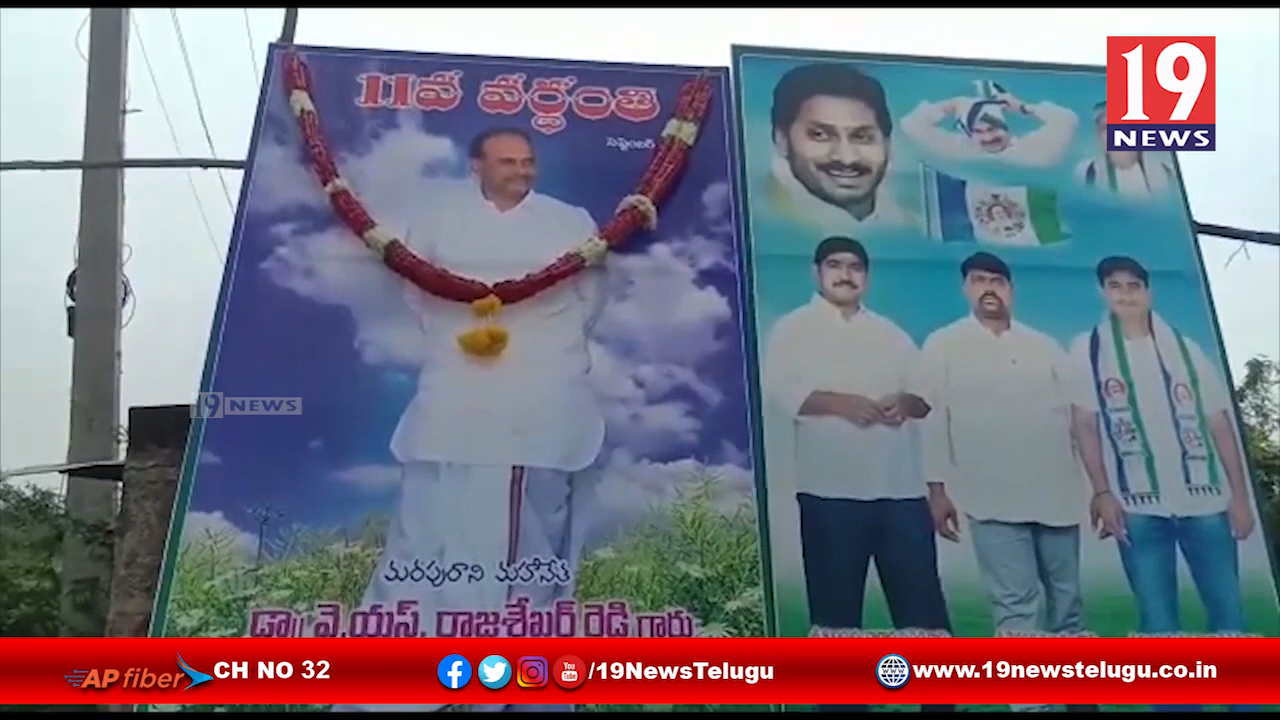 11వ వర్ధంతి
సెప్టెంబర్
19
NEWS
19 NEWS
మరపురాని మహానేత
డా౹౹ వై.యస్. రాజశేఖర్ రెడ్డి గారు
AP fiber CH NO 32 /19NewsTelugu www.19newstelugu.co.in